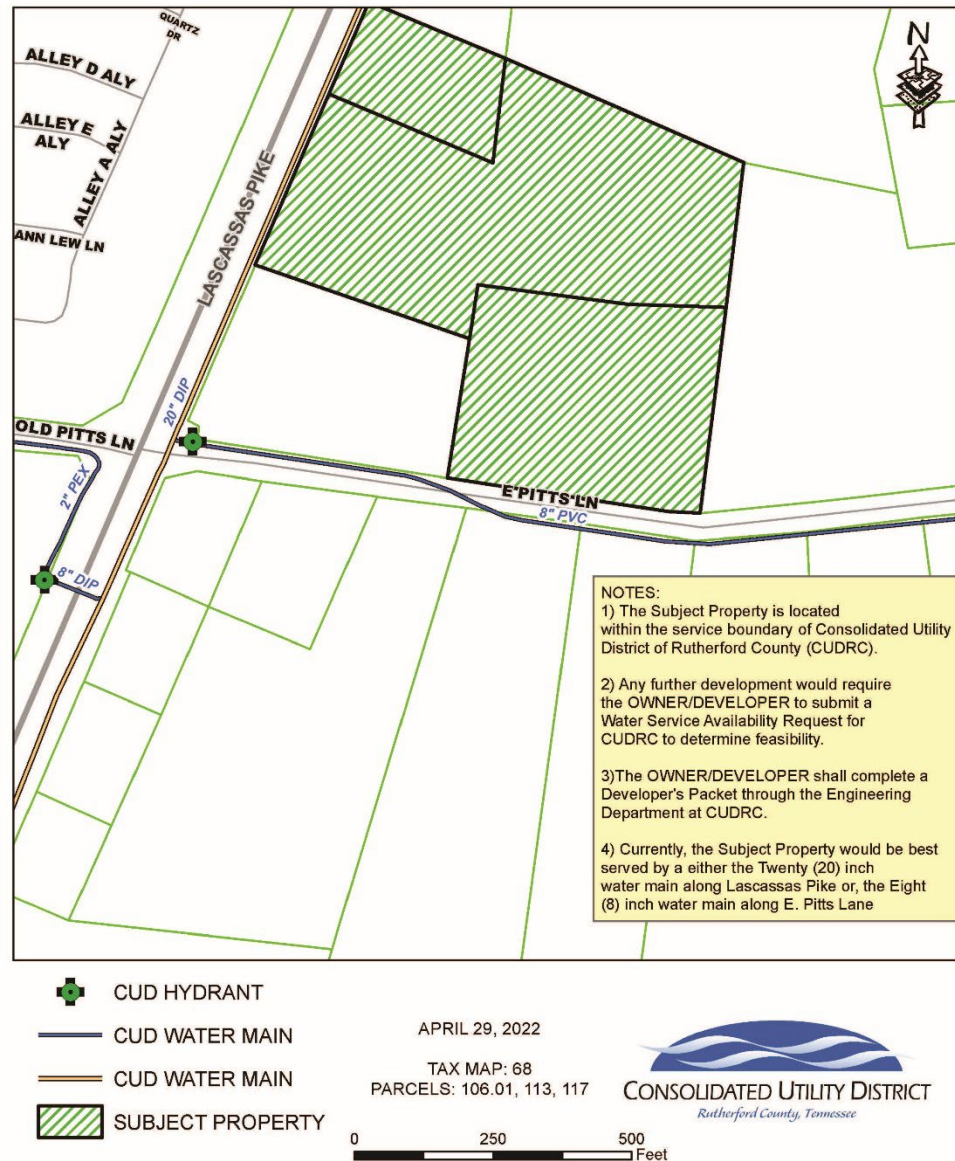 QUARTZ
DR
N
ALLEY D ALY
ALLEY E
ALY
ALLEY A ALY
ANN LEW LN
LASCASSAS PIKE
20" DIP
OLD PITTS LN
2" PEX
E PITTS LN
8" PVC
8" DIP
NOTES:
1) The Subject Property is located
within the service boundary of Consolidated Utility
District of Rutherford County (CUDRC).
2) Any further development would require
the OWNER/DEVELOPER to submit a
Water Service Availability Request for
CUDRC to determine feasibility.
3)The OWNER/DEVELOPER shall complete a
Developer's Packet through the Engineering
Department at CUDRC.
4) Currently, the Subject Property would be best
served by a either the Twenty (20) inch
water main along Lascassas Pike or, the Eight
(8) inch water main along E. Pitts Lane
CUD HYDRANT
CUD WATER MAIN
CUD WATER MAIN
SUBJECT PROPERTY
APRIL 29, 2022
TAX MAP: 68
PARCELS: 106.01, 113, 117
0 250 500
Feet
CONSOLIDATED UTILITY DISTRICT
Rutherford County, Tennessee